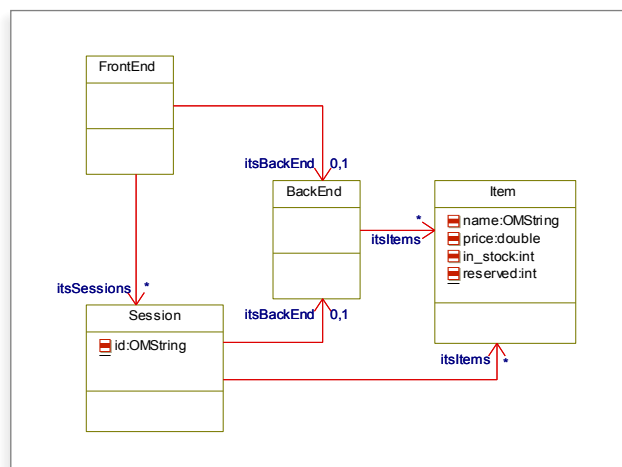 FrontEnd
itsBackEnd 0,1
BackEnd
Item
name:OMString
price:double
in_stock:int
reserved:int
*
itsItems
itsSessions *
Session
id:OMString
itsBackEnd 0,1
itsItems *